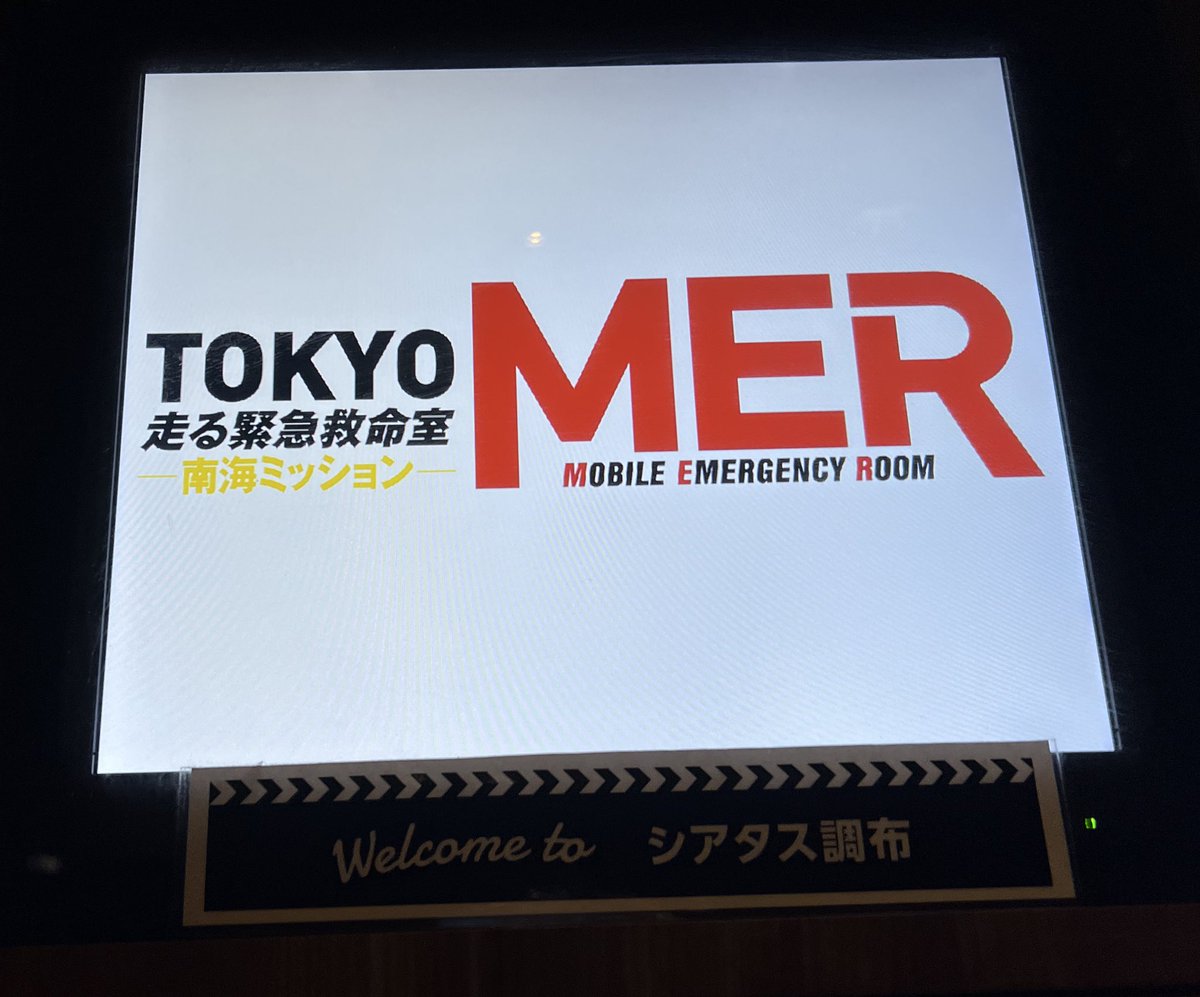 TOKYO MER
走る緊急救命室
―南海ミッション―
MOBILE EMERGENCY ROOM
Welcome to シアタス調布